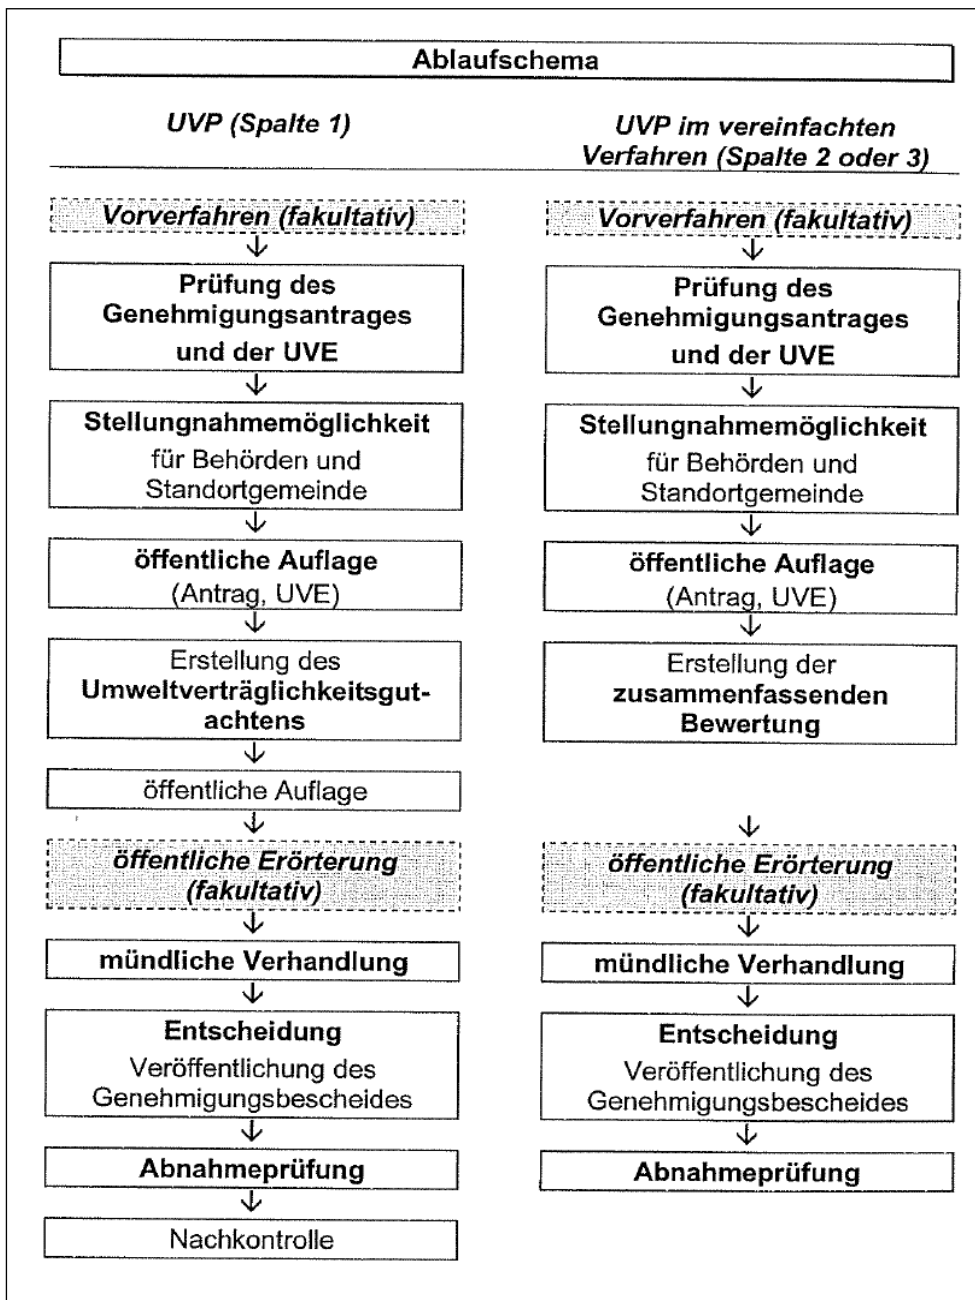 Ablaufschema
UVP (Spalte 1)
Vorverfahren (fakultativ)
Prüfung des
Genehmigungsantrages
und der UVE
Stellungnahmemöglichkeit
für Behörden und
Standortgemeinde
öffentliche Auflage
(Antrag, UVE)
Erstellung des
Umweltverträglichkeitsgut-
achtens
öffentliche Auflage
öffentliche Erörterung
(fakultativ)
mündliche Verhandlung
Entscheidung
Veröffentlichung des
Genehmigungsbescheides
Abnahmeprüfung
Nachkontrolle
UVP im vereinfachten
Verfahren (Spalte 2 oder 3)
Vorverfahren (fakultativ)
Prüfung des
Genehmigungsantrages
und der UVE
Stellungnahmemöglichkeit
für Behörden und
Standortgemeinde
öffentliche Auflage
(Antrag, UVE)
Erstellung der
zusammenfassenden
Bewertung
öffentliche Erörterung
(fakultativ)
mündliche Verhandlung
Entscheidung
Veröffentlichung des
Genehmigungsbescheides
Abnahmeprüfung